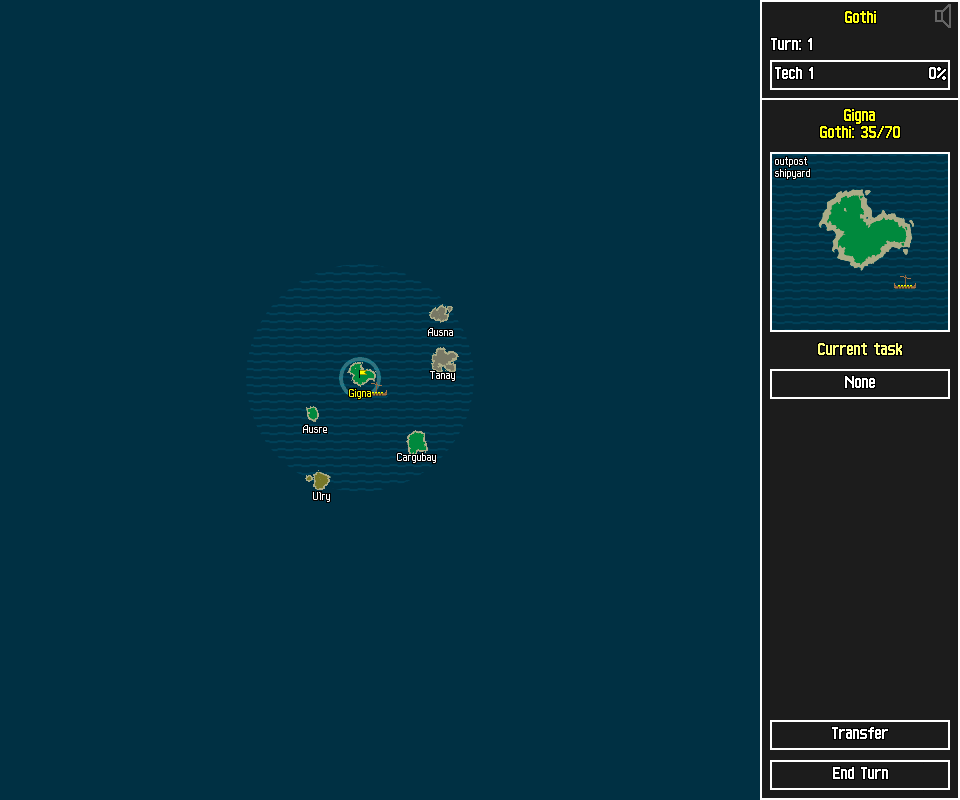 Gothi
Turn: 1
Tech 1 0%
Gigna
Gothi: 35/70
outpost
shipyard
Current task
None
Transfer
End Turn
Ausna
Tanay
Gigna
Ausre
Cargubay
Ulry